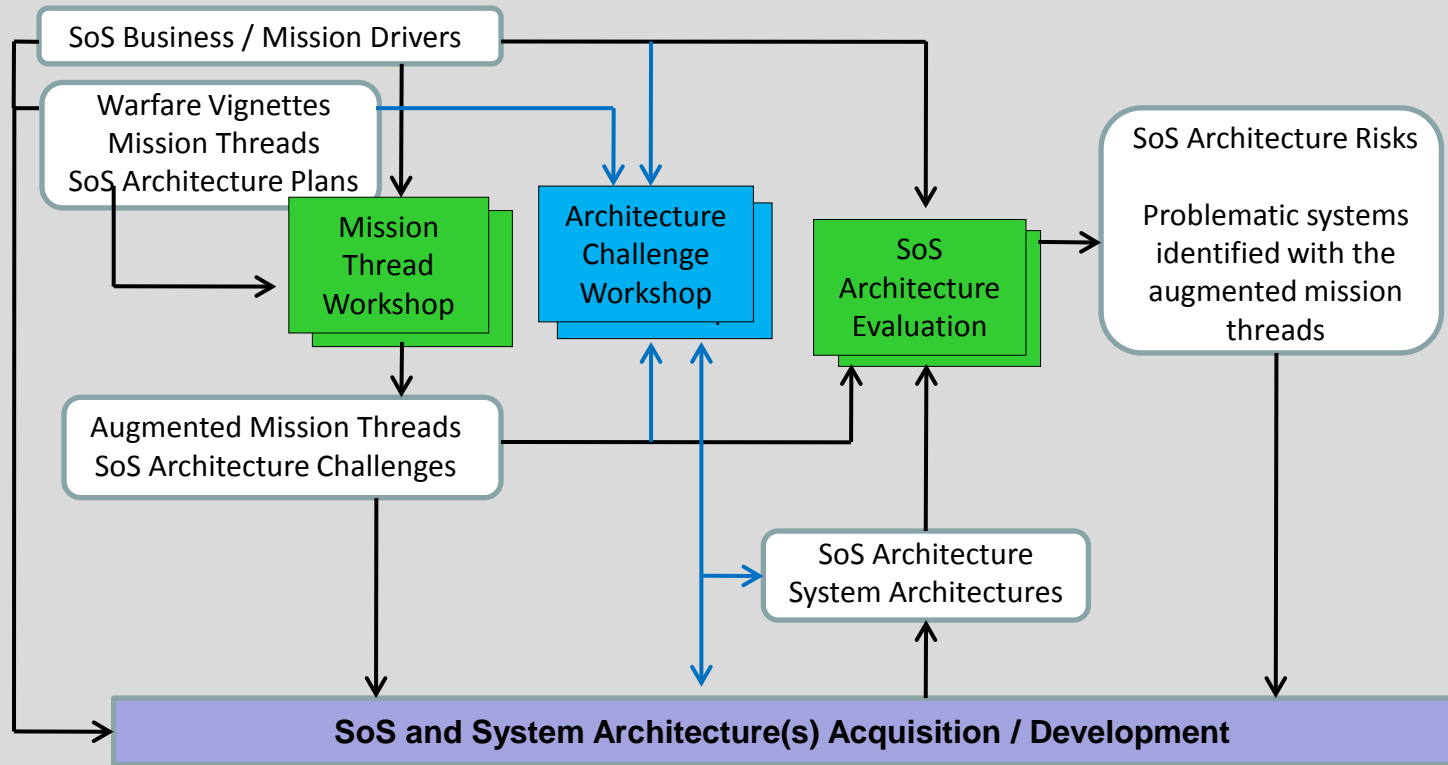 SoS Business / Mission Drivers
Warfare Vignettes
Mission Threads
SoS Architecture Plans
Mission
Thread
Workshop
Architecture
Challenge
Workshop
SoS
Architecture
Evaluation
SoS Architecture Risks
Problematic systems
identified with the
augmented mission
threads
Augmented Mission Threads
SoS Architecture Challenges
SoS Architecture
System Architectures
SoS and System Architecture(s) Acquisition / Development